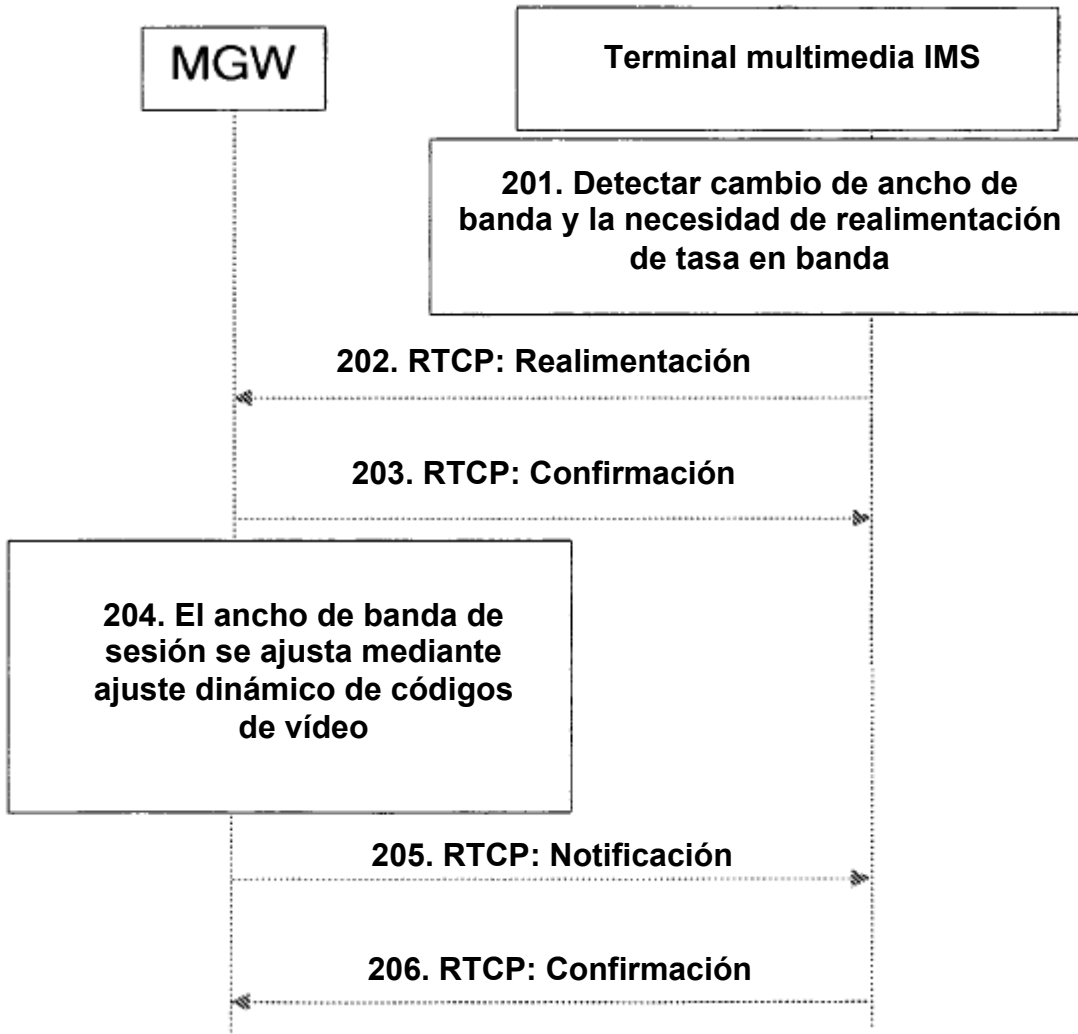 MGW
Terminal multimedia IMS
201. Detectar cambio de ancho de
banda y la necesidad de realimentación
de tasa en banda
202. RTCP: Realimentación
203. RTCP: Confirmación
204. El ancho de banda de
sesión se ajusta mediante
ajuste dinámico de códigos
de vídeo
205. RTCP: Notificación
206. RTCP: Confirmación